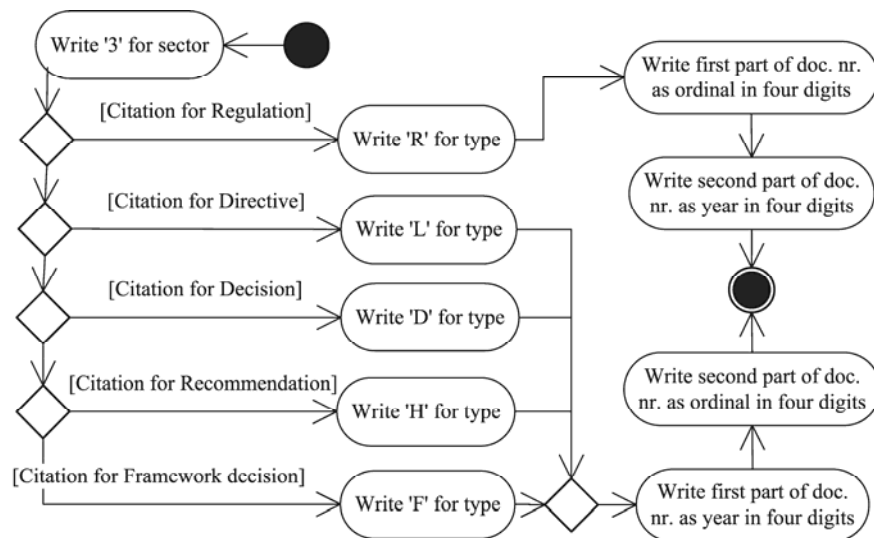 Write '3' for sector
Write first part of doc. nr.
as ordinal in four digits
[Citation for Regulation]
Write 'R' for type
Write second part of doc.
nr. as year in four digits
[Citation for Directive]
Write 'L' for type
[Citation for Decision]
Write 'D' for type
[Citation for Recommendation]
Write 'H' for type
Write second part of doc.
nr. as ordinal in four digits
[Citation for Framcwork dccision]
Write 'F' for type
Write first part of doc.
nr. as year in four digits